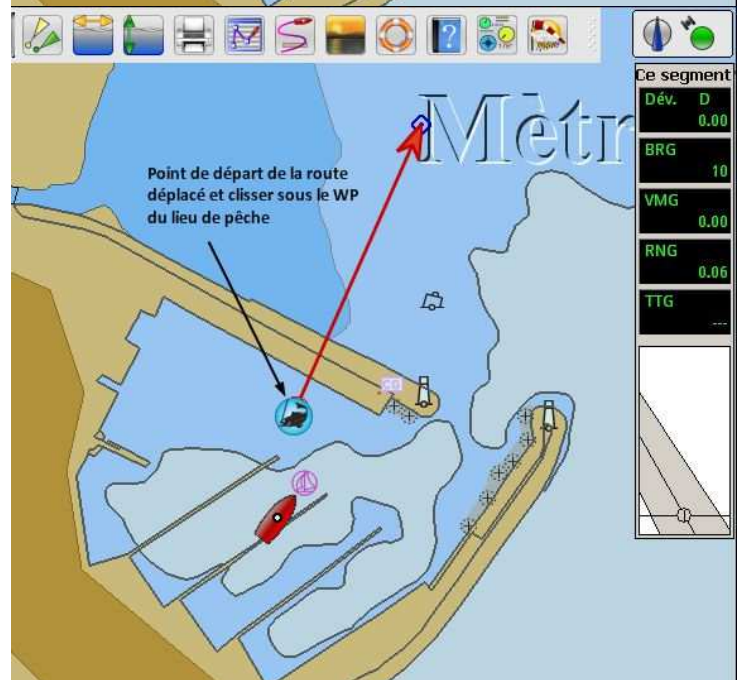 Ce segment
Dév. D
0.00
BRG
10
VMG
0.00
RNG
0.06
TTG
---
Mètr
Point de départ de la route
déplacé et clisser sous le WP
du lieu de pêche
CG
?